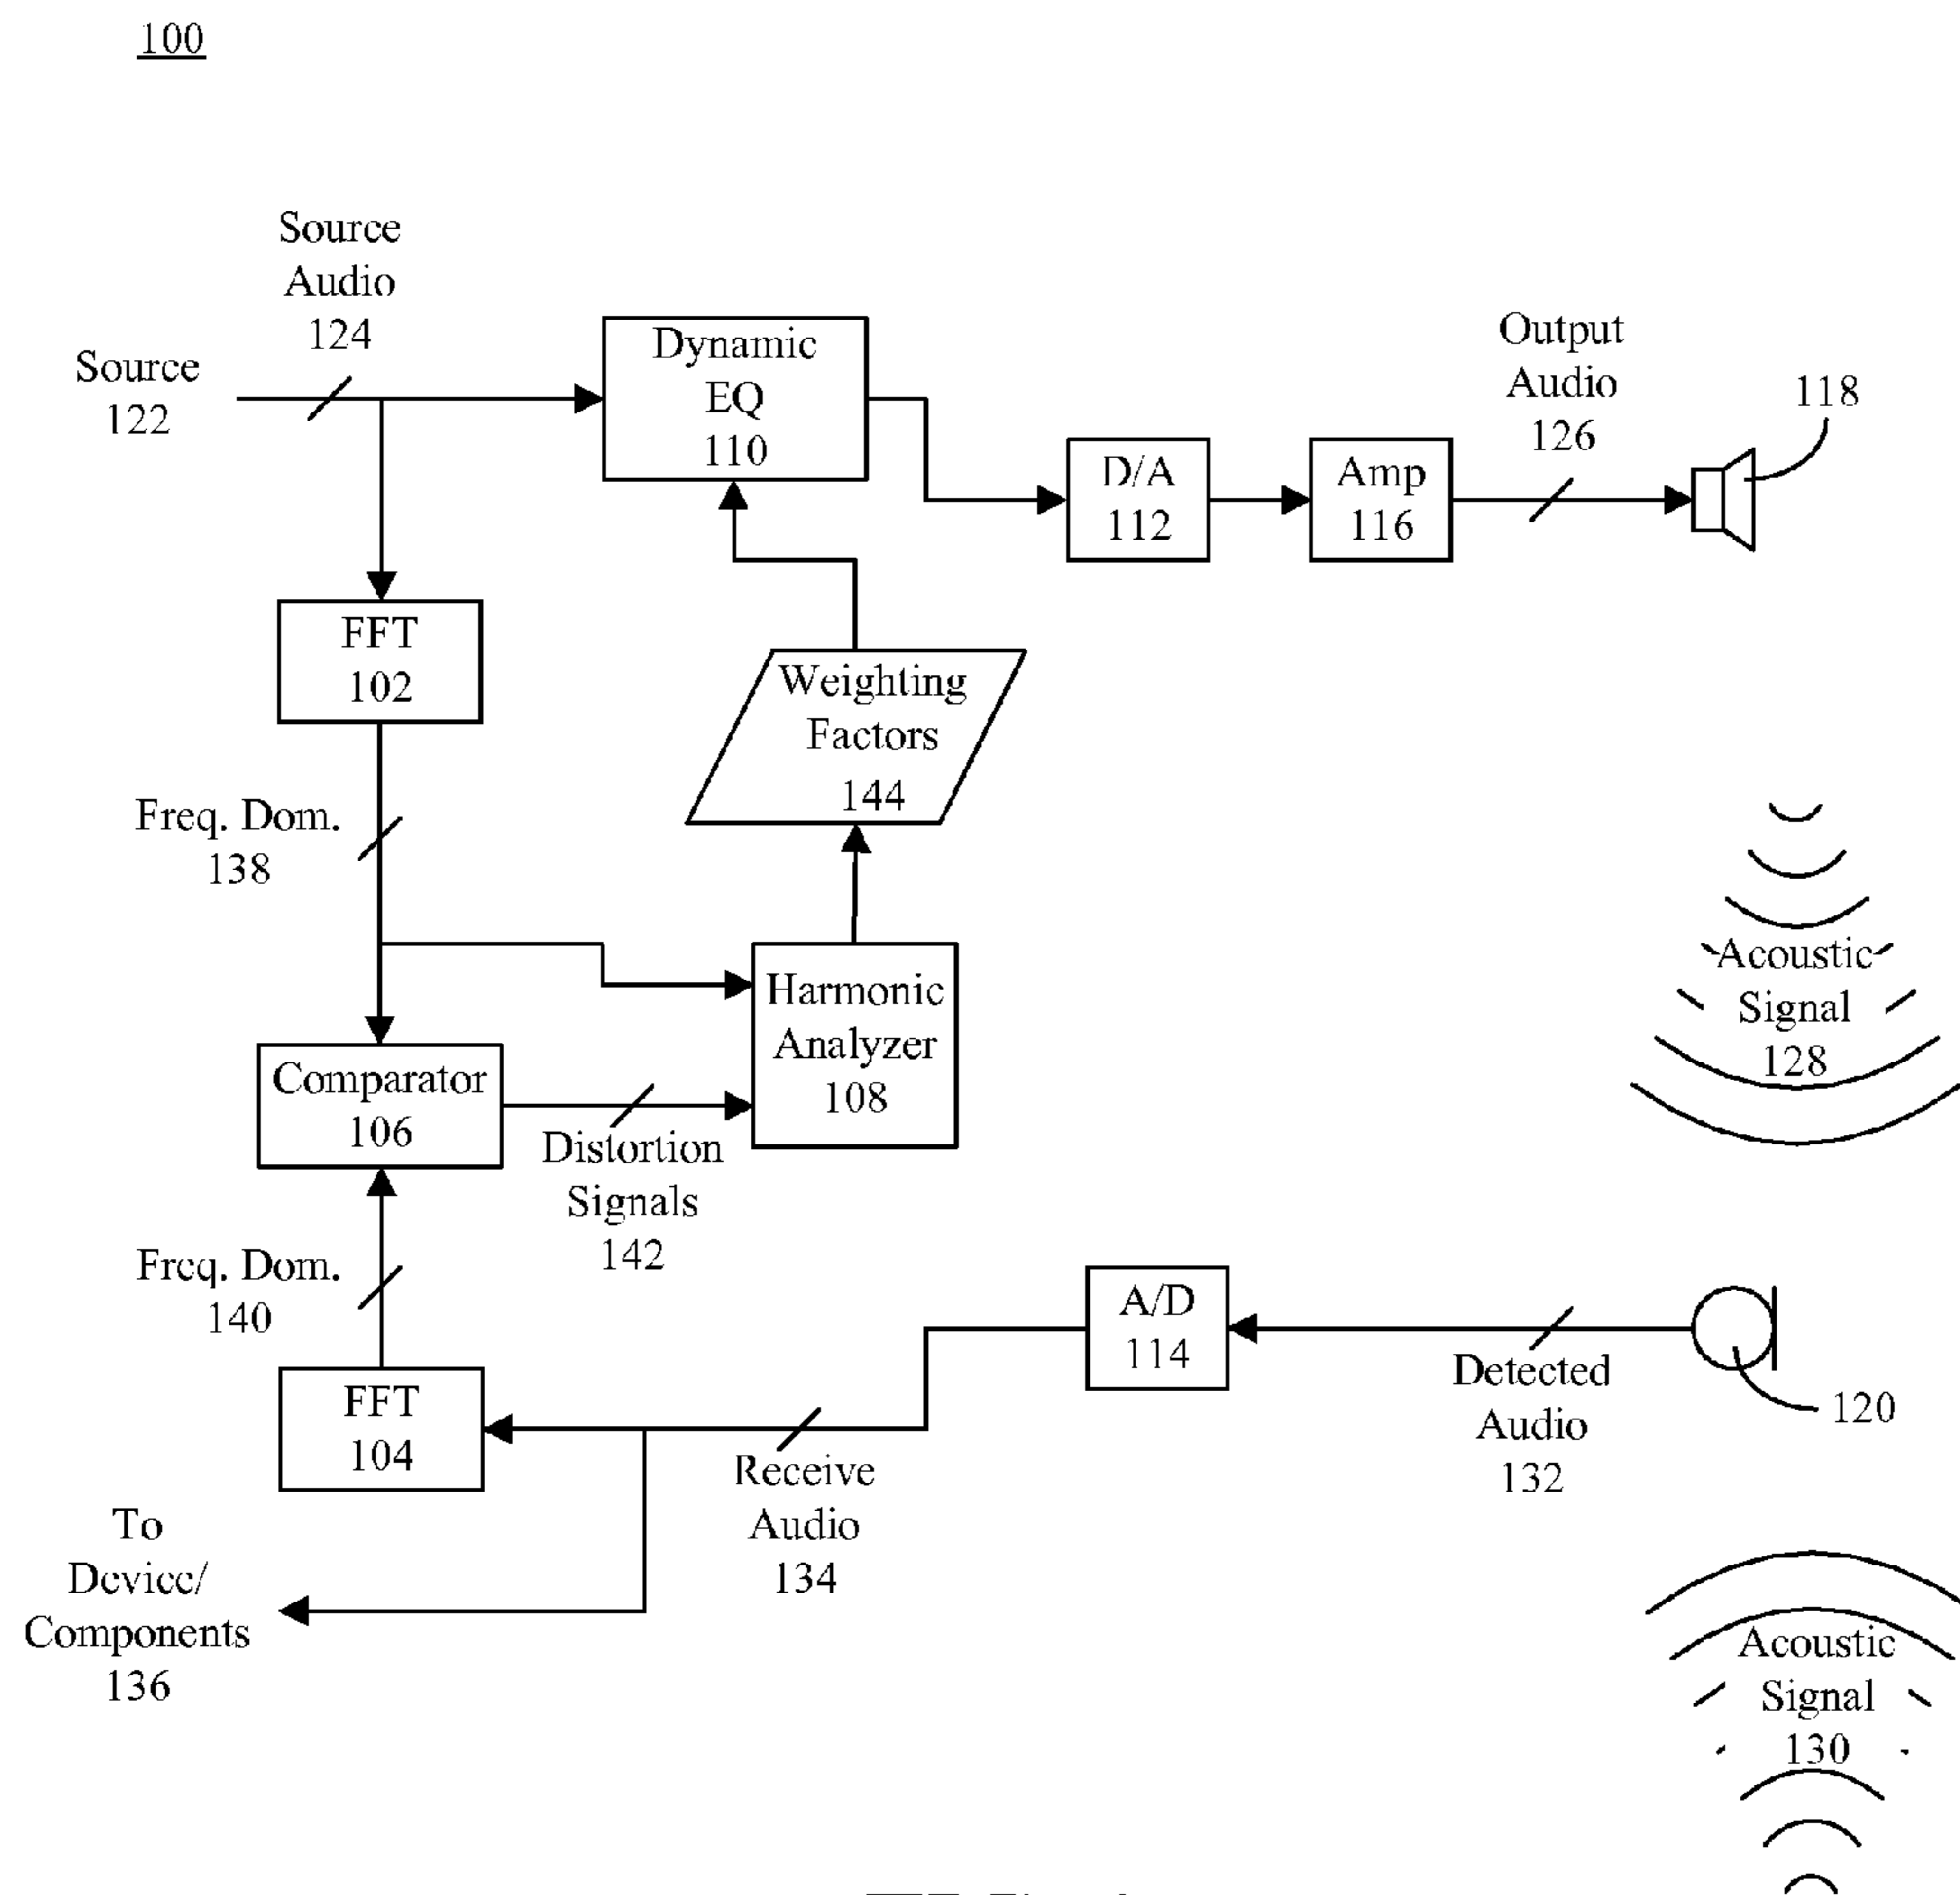 100
Source
Audio
124
Source
122
Dynamic
EQ
110
Output
Audio
126
118
D/A
112
Amp
116
FFT
102
Weighting
Factors
144
Freq. Dom.
138
Harmonic
Analyzer
108
Acoustic
Signal
128
Comparator
106
Distortion
Signals
142
Freq. Dom.
140
A/D
114
Detected
Audio
132
120
FFT
104
Receive
Audio
134
To
Device/
Components
136
Acoustic
Signal
130